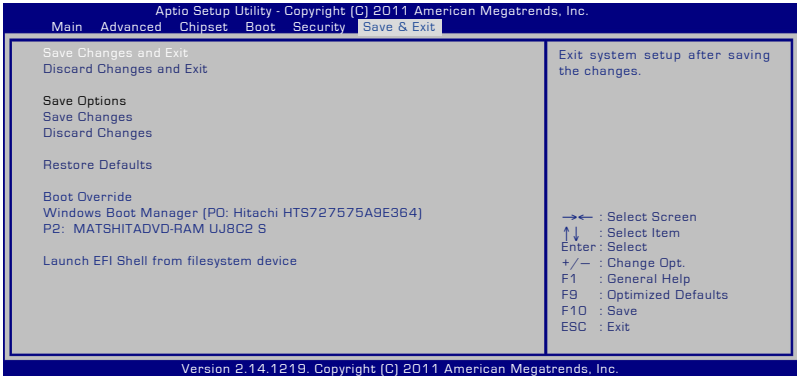 Aptio Setup Utility - Copyright (C) 2011 American Megatrends, Inc.
Main Advanced Chipset Boot Security Save & Exit
Save Changes and Exit
Discard Changes and Exit
Save Options
Save Changes
Discard Changes
Restore Defaults
Boot Override
Windows Boot Manager (P0: Hitachi HTS727575A9E364)
P2: MATSHITADVD-RAM UJ8C2 S
Launch EFI Shell from filesystem device
Exit system setup after saving
the changes.
→← : Select Screen
↑↓ : Select Item
Enter : Select
+/— : Change Opt.
F1 : General Help
F9 : Optimized Defaults
F10 : Save
ESC : Exit
Version 2.14.1219. Copyright (C) 2011 American Megatrends, Inc.